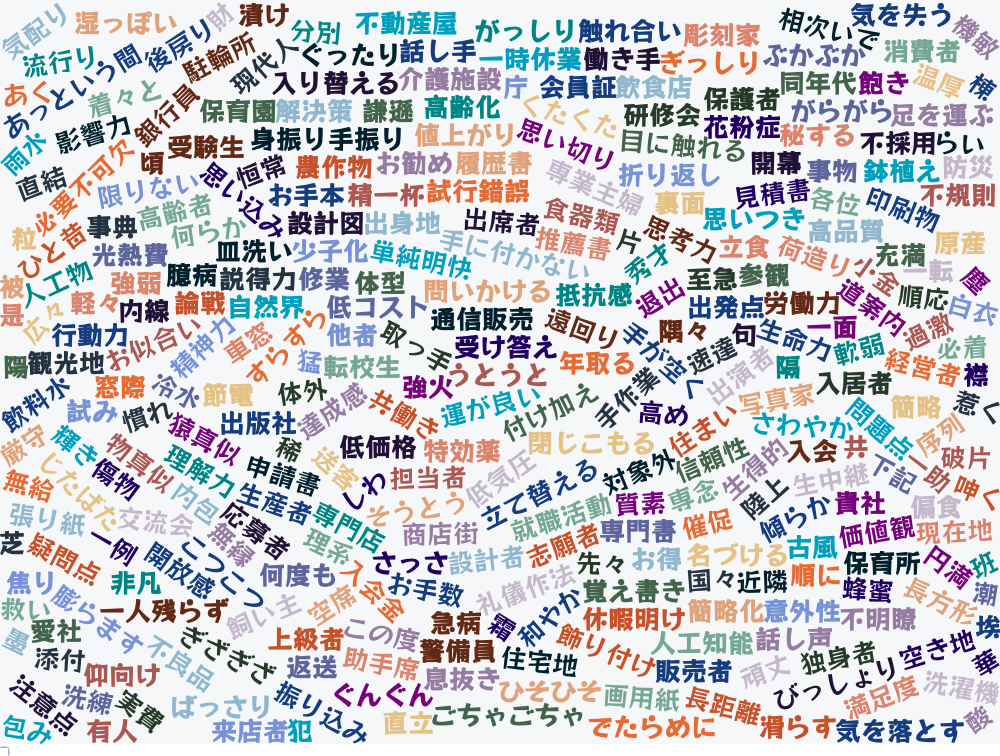 気配り
湿っぽい
財
漬け
分別
不動産屋
がっしり
触れ合い
彫刻家
相次いで
気を失う
機敏
流行り
後戻り
駐輪所
現代人
ぐったり
話し手
一時休業
働き手
ぎっしり
ぶかぶか
消費者
あく
あっという間
着々と
銀行員
入り替える
介護施設
庁
会員証
飲食店
保護者
同年代
飽き
温厚
棟
雨水
影響力
保育園
解決策
謙遜
高齢化
くたくた
研修会
花粉症
がらがら
足を運ぶ
必要不可欠
頃
受験生
身振り手振り
値上がり
思い切り
目に触れる
秘する
不採用
らい
直結
限りない
思い込み
恒常
農作物
お勧め
履歴書
専業主婦
折り返し
開幕
事物
鉢植え
防災
粒
ひと昔
事典
高齢者
何らか
お手本
精一杯
試行錯誤
食器類
裏面
見積書
各位
印刷物
不規則
光熱費
皿洗い
設計図
出身地
出席者
推薦書
片
思考力
思いつき
高品質
原産
人工物
強弱
臆病
少子化
単純明快
手に付かない
秀才
立食
荷造り
小金
充満
一転
塵
被
是
広々
軽々
内線
論戦
説得力
修業
体型
問いかける
抵抗感
退出
至急
参観
道案内
順応
白衣
行動力
お似合い
自然界
低コスト
通信販売
遠回り
出発点
労働力
過激
陽
観光地
精神力
車窓
すらすら
他者
取っ手
受け答え
手が空く
隅々
句
生命力
一面
軟弱
必着
飲料水
窓際
冷水
節電
猛
転校生
強火
うとうと
年取る
手作業
速達
出演者
隔
入居者
経営者
襟
試み
慣れ
出版社
体外
達成感
共働き
運が良い
付け加え
高め
写真家
簡略
惹く
厳守
輝き
物真似
猿真似
稀
低価格
特効薬
閉じこもる
住まい
さわやか
問題点
序列
破片
無給
じたばた
傷物
理解力
申請書
送客
しわ
担当者
低気圧
立て替える
対象外
信頼性
生得的
入会
共
下記
一助
呻く
張り紙
交流会
内包
生産者
専門店
そうとう
商店街
就職活動
質素
専念
陸上
生中継
偏食
芝
疑問点
一例
開放感
無縁
応募者
理系
さっさ
設計者
志願者
専門書
催促
傾らか
貴社
価値観
現在地
焦り
膨らます
非凡
こつこつ
何度も
入会金
お手数
礼儀作法
先々
お得
名づける
古風
保育所
円満
班
救い
一人残らず
飼い主
空席
覚え書き
国々
近隣
順に
蜂蜜
長方形
潮
墨
愛社
不良品
ぎざぎざ
上級者
この度
急病
霜
和やか
休暇明け
簡略化
意外性
不明瞭
埃
添付
仰向け
返送
助手席
警備員
住宅地
飾り付け
人工知能
話し声
独身者
空き地
華
注意点
洗練
実費
ばっさり
振り込み
ぐんぐん
息抜き
ひそひそ
画用紙
販売者
頑丈
びっしょり
満足度
洗濯機
包み
有人
来店者
犯
直立
ごちゃごちゃ
でたらめに
長距離
滑らす
気を落とす
酸